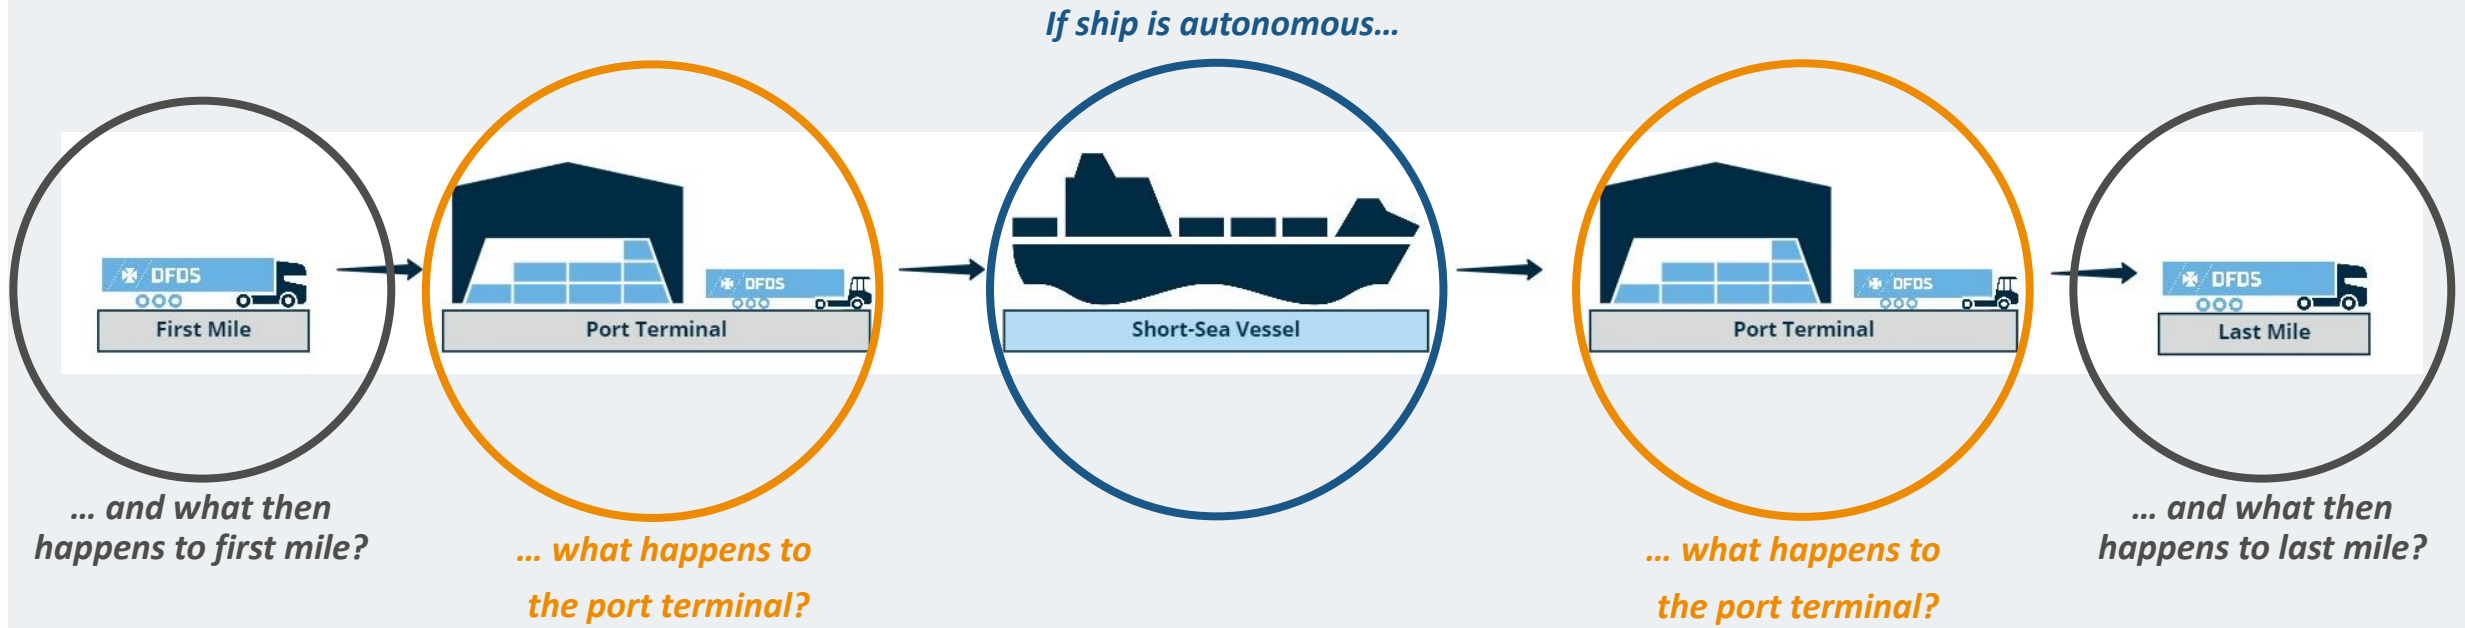 If ship is autonomous...
DFDS
First Mile
DFDS
Port Terminal
Short-Sea Vessel
DFDS
Port Terminal
DFDS
Last Mile
... and what then
happens to first mile?
... what happens to
the port terminal?
... what happens to
the port terminal?
... and what then
happens to last mile?